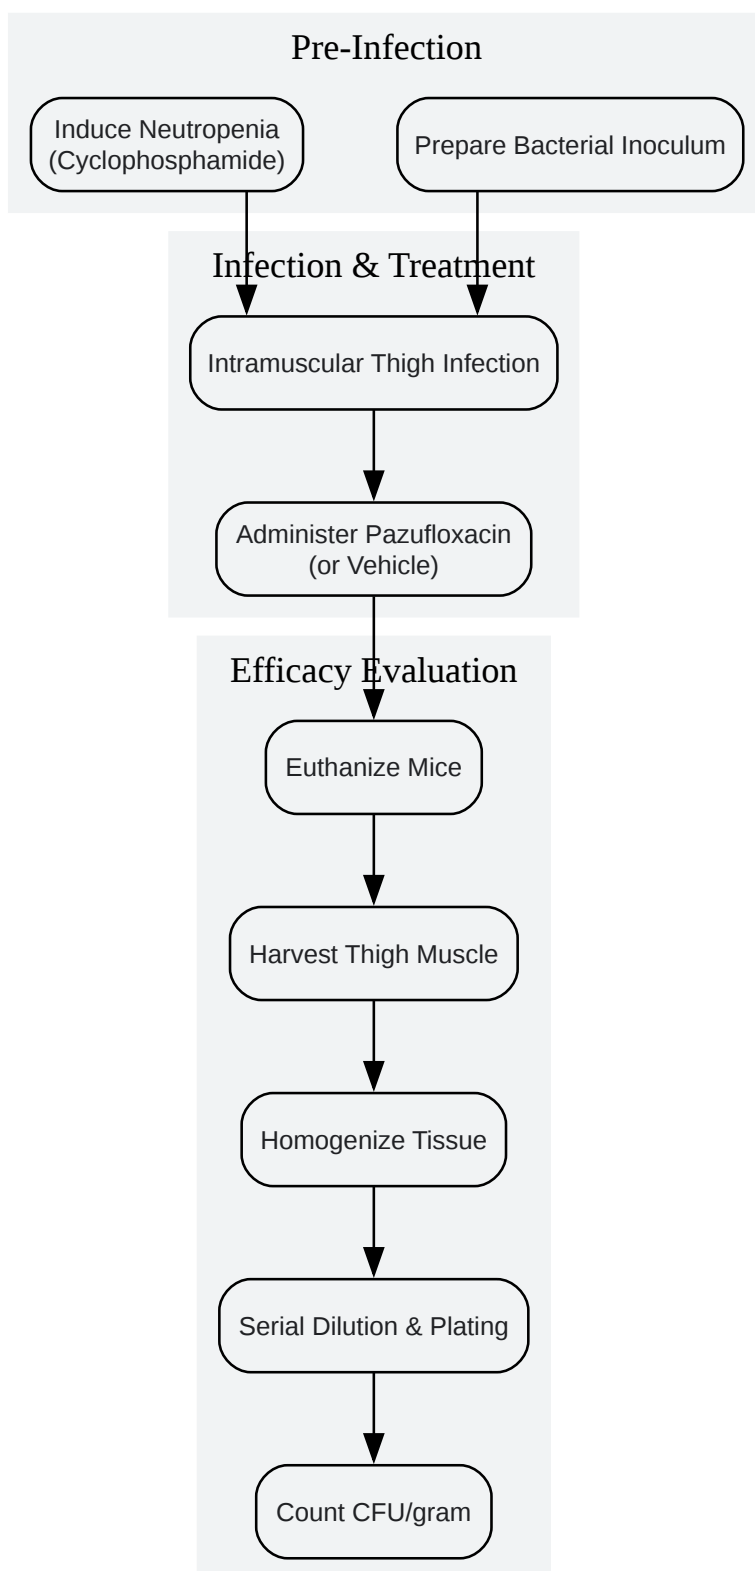 Pre-Infection
Induce Neutropenia
(Cyclophosphamide)
Prepare Bacterial Inoculum
Infection & Treatment
Intramuscular Thigh Infection
Administer Pazufloxacin
(or Vehicle)
Efficacy Evaluation
Euthanize Mice
Harvest Thigh Muscle
Homogenize Tissue
Serial Dilution & Plating
Count CFU/gram